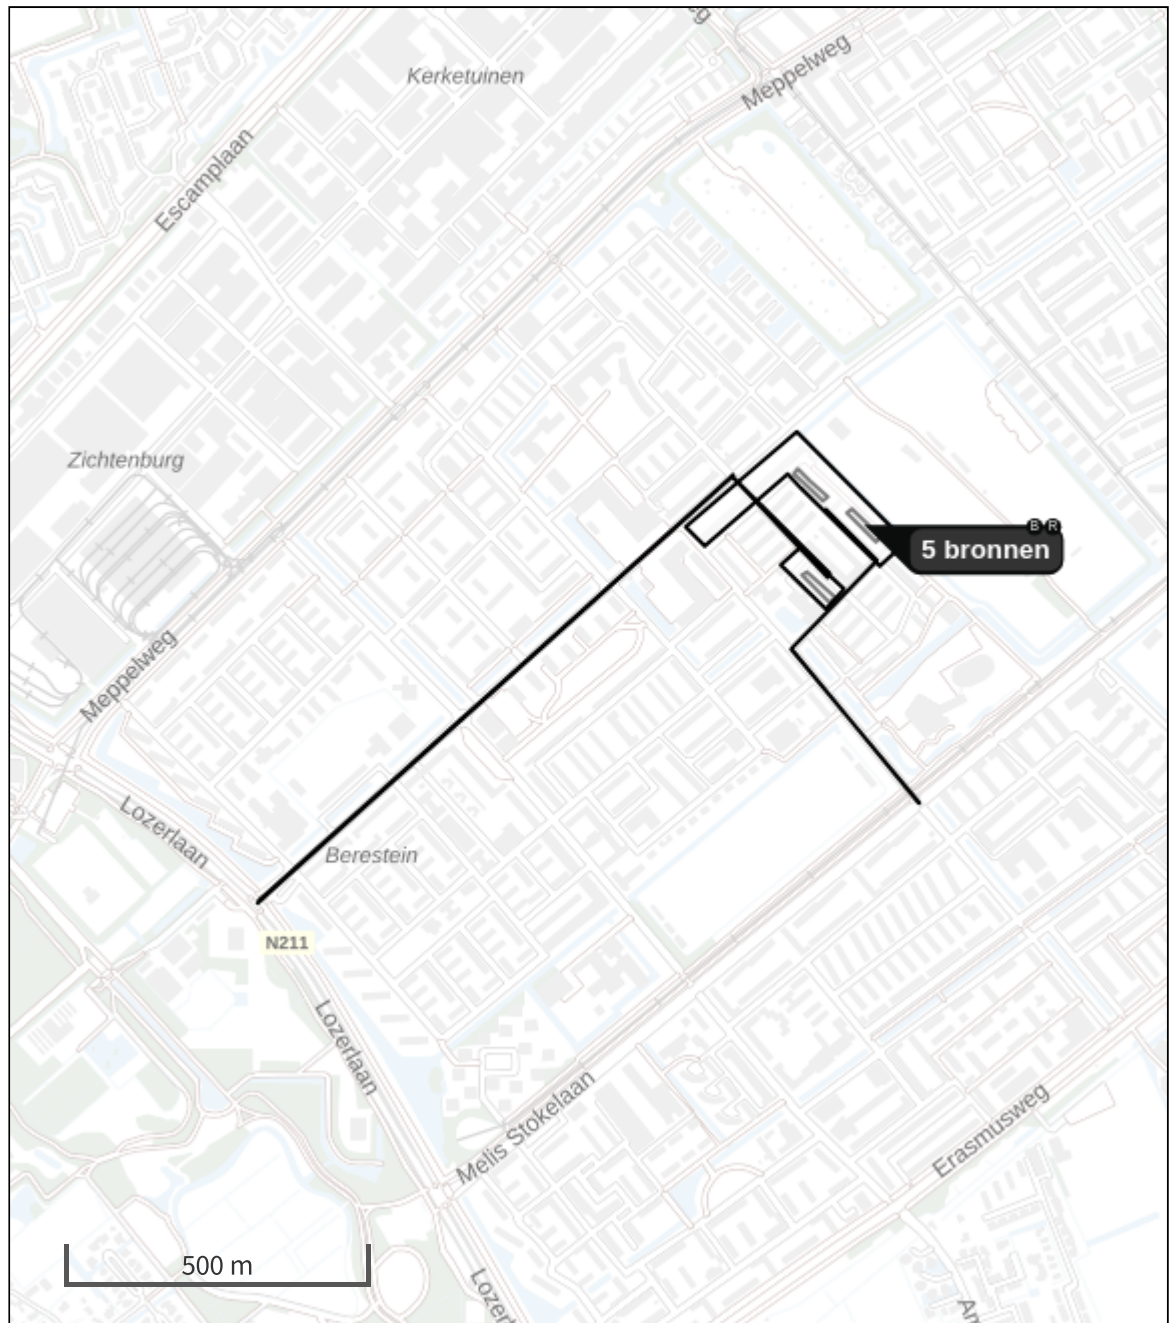 Kerketuinen
Meppelweg
Escamplaan
Zichtenburg
B R
5 bronnen
Meppelweg
Lozerlaan
Berestein
N211
Lozerlaan
Melis Stokelaan
Erasmusweg
500 m